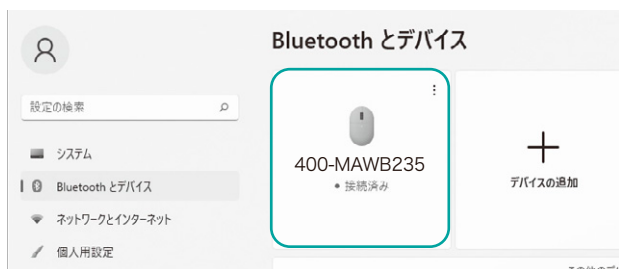 Bluetooth とデバイス
設定の検索
システム
Bluetooth とデバイス
ネットワークとインターネット
個人用設定
400-MAWB235
• 接続済み
デバイスの追加